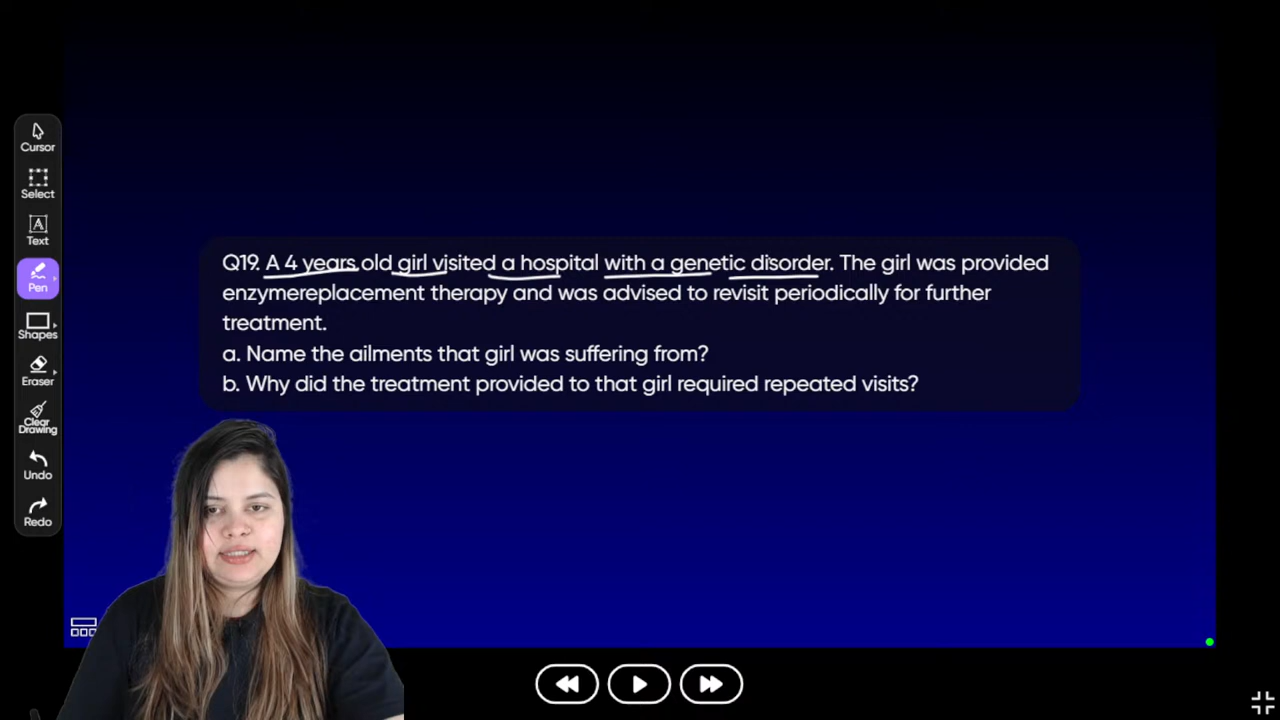 Cursor
Select
Text
Pen
Shapes
Eraser
Clear
Drawing
Undo
Redo
Q19. A 4 years old girl visited a hospital with a genetic disorder. The girl was provided
enzymereplacement therapy and was advised to revisit periodically for further
treatment.
a. Name the ailments that girl was suffering from?
b. Why did the treatment provided to that girl required repeated visits?